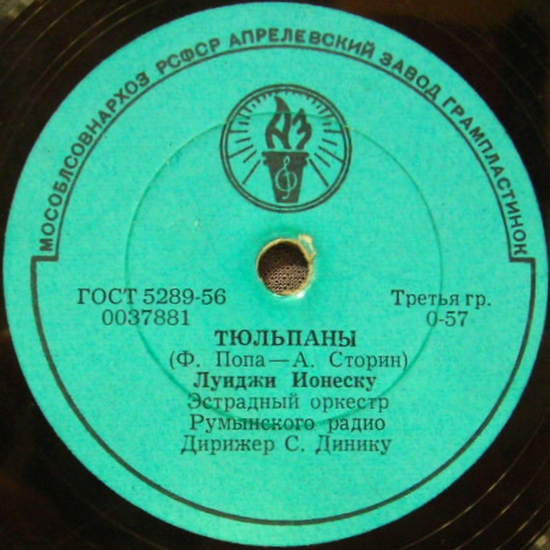 МОСОБЛСОВНАРХОЗ РСФСР АПРЕЛЕВСКИЙ ЗАВОД ГРАМПЛАСТИНОК
АЗ
ГОСТ 5289-56
0037881
Третья гр.
0-57
ТЮЛЬПАНЫ
(Ф. Попа — А. Сторин)
Луиджи Ионеску
Эстрадный оркестр
Румынского радио
Дирижер С. Динику